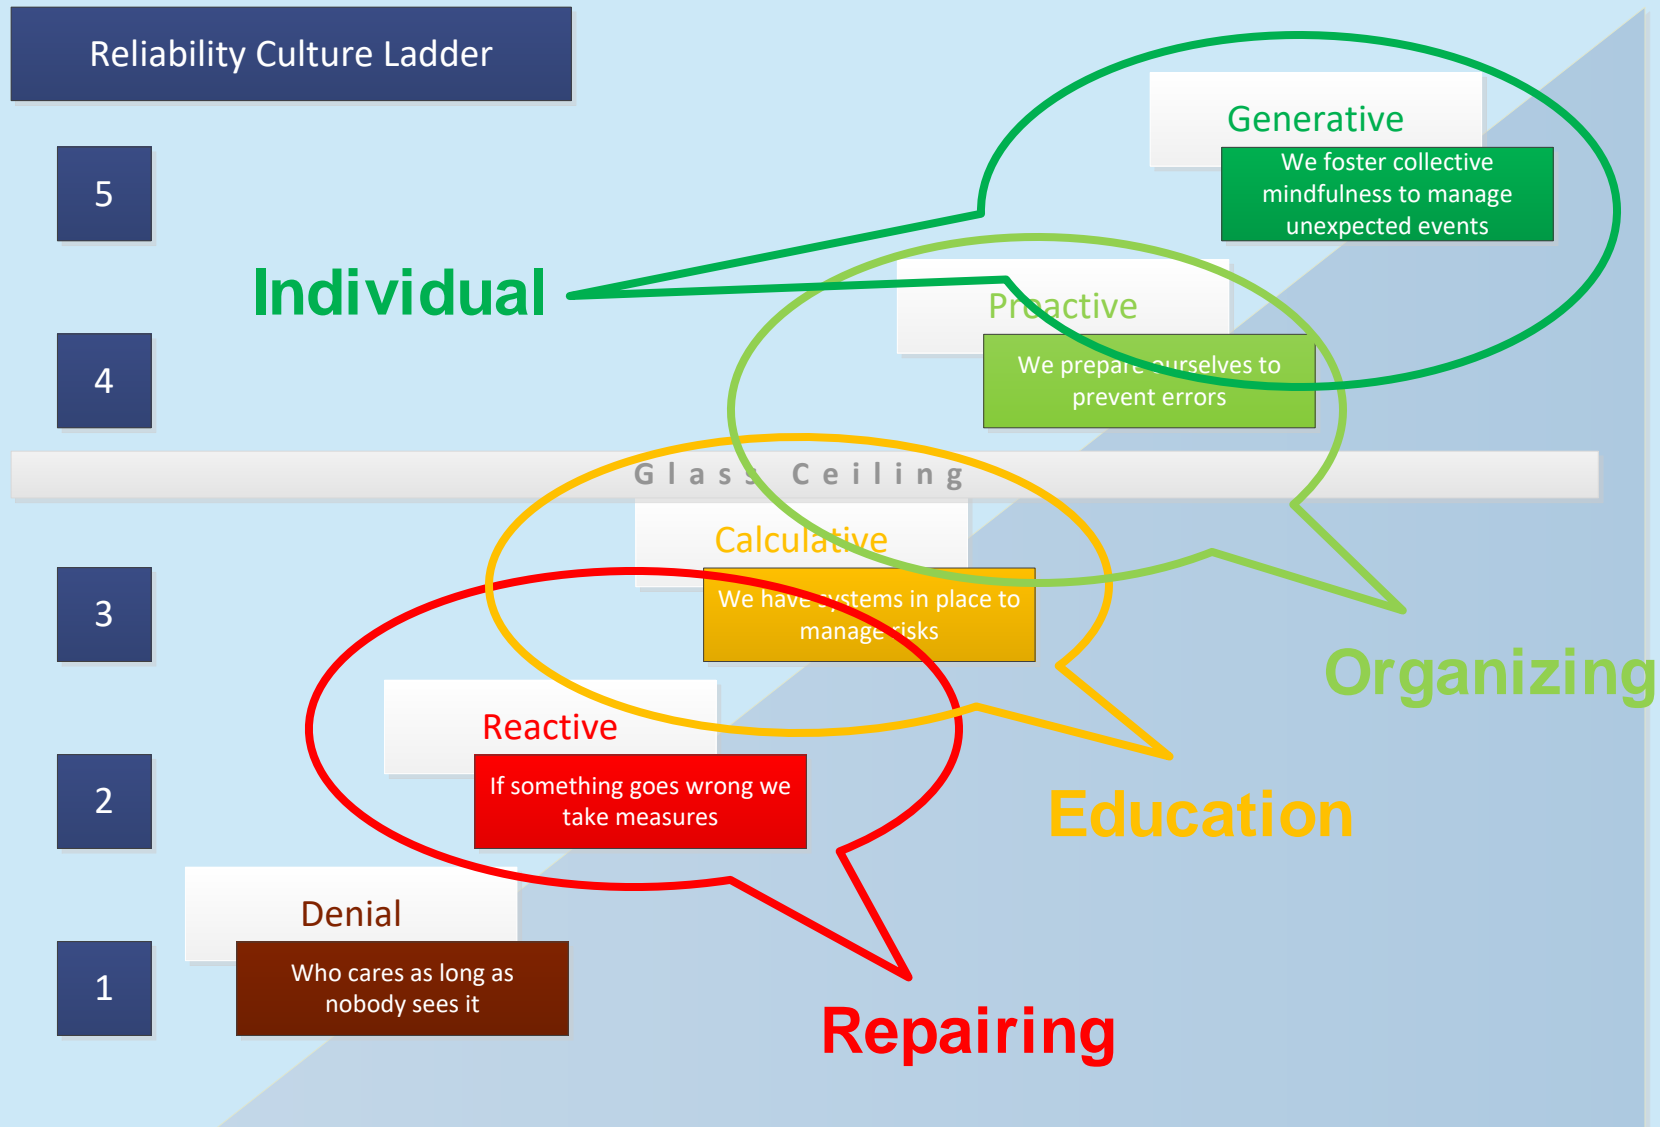 Reliability Culture Ladder
5
Generative
We foster collective
mindfulness to manage
unexpected events
Individual
4
Proactive
We prepare ourselves to
prevent errors
Glass Ceiling
3
Calculative
We have systems in place to
manage risks
Organizing
2
Reactive
If something goes wrong we
take measures
Education
1
Denial
Who cares as long as
nobody sees it
Repairing